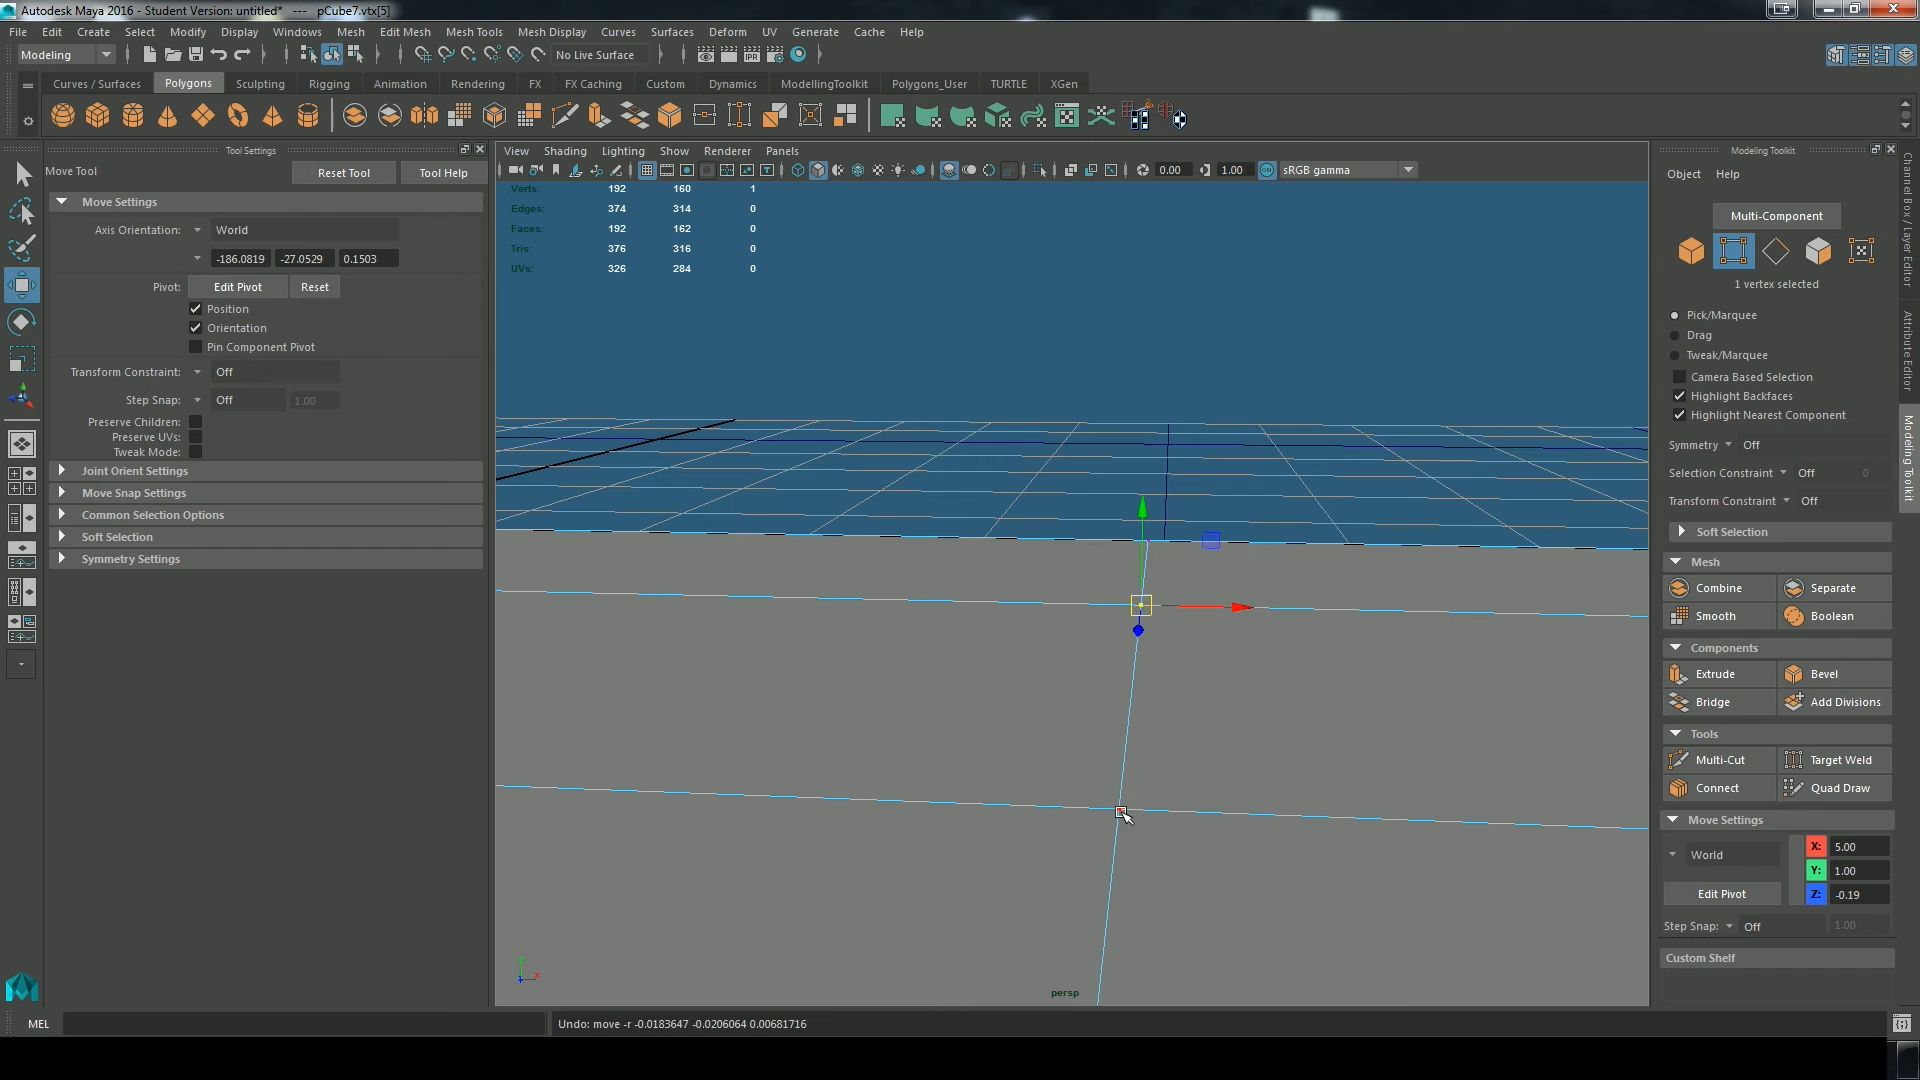 Autodesk Maya 2016 - Student Version: untitled* --- pCube7.vtx[5]
File Edit Create Select Modify Display Windows Mesh Edit Mesh Mesh Tools Mesh Display Curves Surfaces Deform UV Generate Cache Help
Modeling No Live Surface
Curves / Surfaces Polygons Sculpting Rigging Animation Rendering FX FX Caching Custom Dynamics ModellingToolkit Polygons_User TURTLE XGen
Tool Settings
Move Tool Reset Tool Tool Help
Move Settings
Axis Orientation: World
-186.0819 -27.0529 0.1503
Pivot: Edit Pivot Reset
Position
Orientation
Pin Component Pivot
Transform Constraint: Off
Step Snap: Off 1.00
Preserve Children:
Preserve UVs:
Tweak Mode:
Joint Orient Settings
Move Snap Settings
Common Selection Options
Soft Selection
Symmetry Settings
View Shading Lighting Show Renderer Panels
0.00 1.00 ON sRGB gamma
Verts: 192 160 1
Edges: 374 314 0
Faces: 192 162 0
Tris: 376 316 0
UVs: 326 284 0
y
x
z
persp
Modeling Toolkit
Object Help
Multi-Component
1 vertex selected
Pick/Marquee
Drag
Tweak/Marquee
Camera Based Selection
Highlight Backfaces
Highlight Nearest Component
Symmetry Off
Selection Constraint Off 0
Transform Constraint Off
Soft Selection
Mesh
Combine Separate
Smooth Boolean
Components
Extrude Bevel
Bridge Add Divisions
Tools
Multi-Cut Target Weld
Connect Quad Draw
Move Settings
World X: 5.00
Y: 1.00
Edit Pivot Z: -0.19
Step Snap: Off 1.00
Custom Shelf
Channel Box / Layer Editor
Attribute Editor
Modeling Toolkit
MEL Undo: move -r -0.0183647 -0.0206064 0.00681716